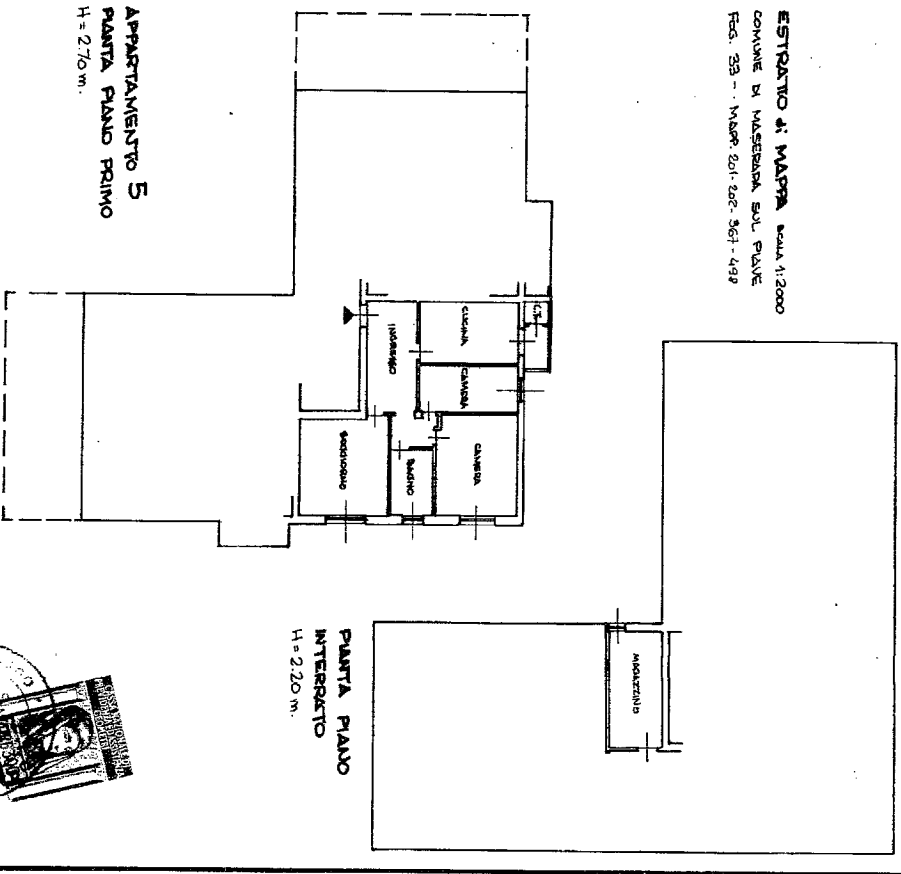 ESTRATTO di MAPPA SCALA 1:2000
COMUNE DI MASERADA SUL PIAVE
FOG. 33 - MAPP. 201-202-367-498
APPARTAMENTO 5
PIANTA PIANO PRIMO
H=2.70 m.
C.T.
CUCINA
INGRESSO
CAMERA
CAMERA
BAGNO
SOGGIORNO
PIANTA PIANO
INTERRATO
H=2.20 m.
MAGAZZINO